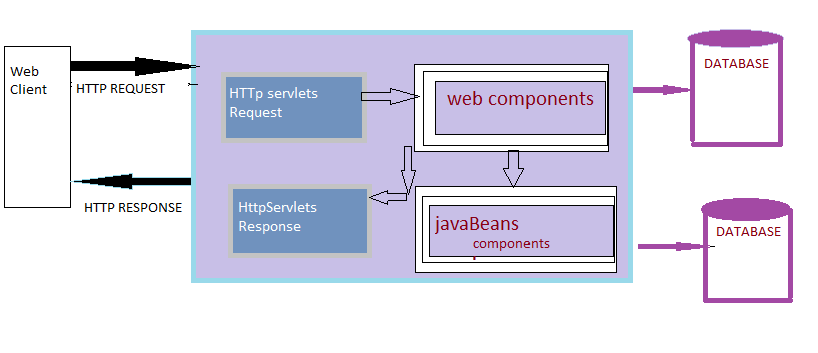 Web
Client
HTTP REQUEST
HTTP RESPONSE
HTTp servlets
Request
web components
HttpServlets
Response
javaBeans
components
DATABASE
DATABASE